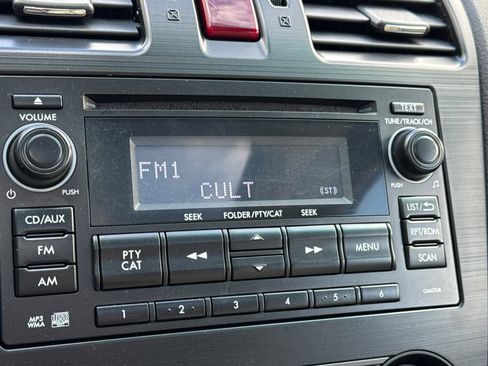 TEXT
VOLUME
TUNE/TRACK/CH
FM1
CULT (ST)
PUSH
PUSH
SEEK FOLDER/PTY/CAT SEEK
CD/AUX
LIST/
FM
PTY
CAT
MENU
RPT/RDM
AM
SCAN
1 2 3 4 5 6
MP3
WMA